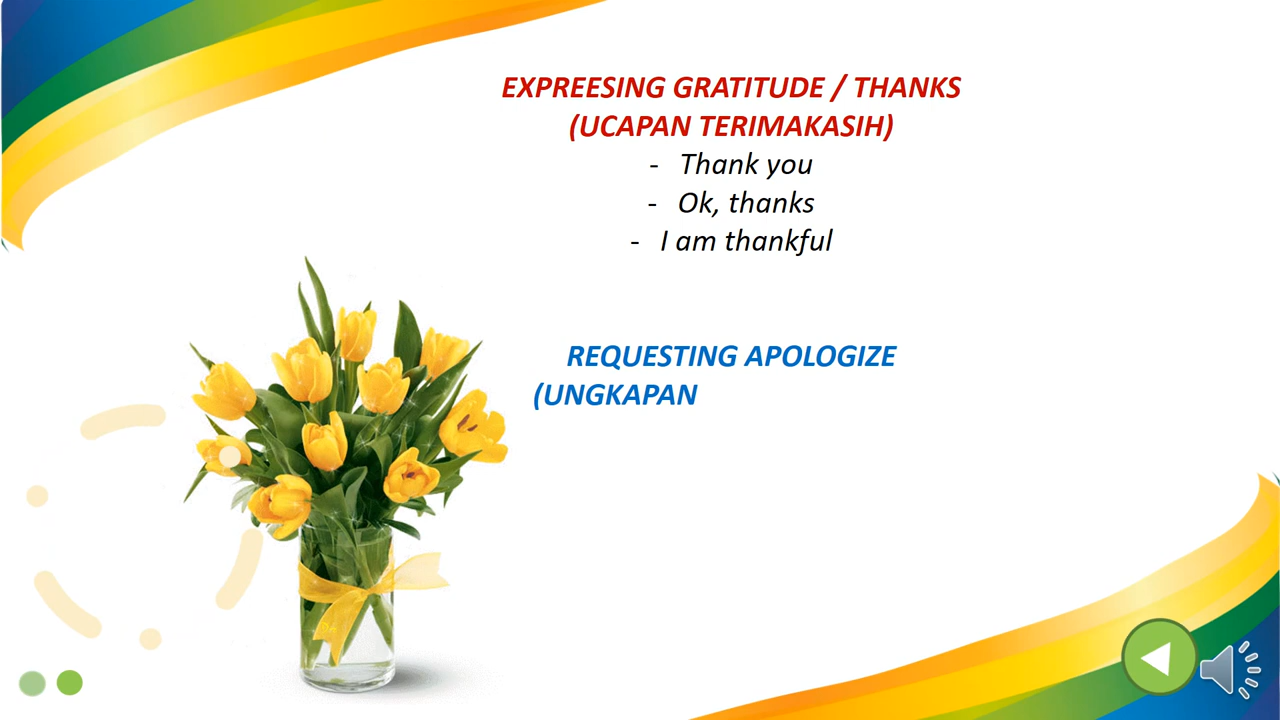 EXPREESING GRATITUDE / THANKS
(UCAPAN TERIMAKASIH)
- Thank you
- Ok, thanks
- I am thankful
REQUESTING APOLOGIZE
(UNGKAPAN